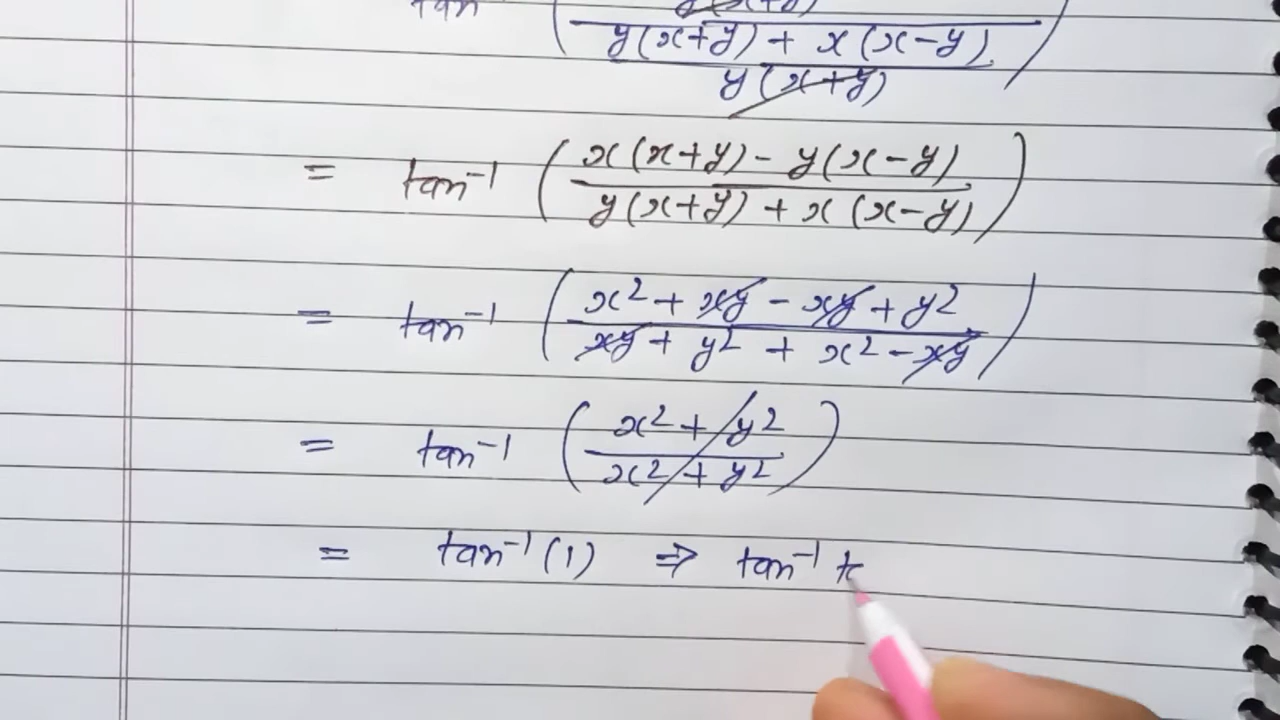 tan
y(x+y) + x(x-y)
y(x+y)
= tan⁻¹ ( x(x+y) - y(x-y)
y(x+y) + x(x-y) )
= tan⁻¹ ( x² + xy - xy + y²
xy + y² + x² - xy )
= tan⁻¹ ( x² + y²
x² + y² )
= tan⁻¹ (1) ⇒ tan⁻¹ t